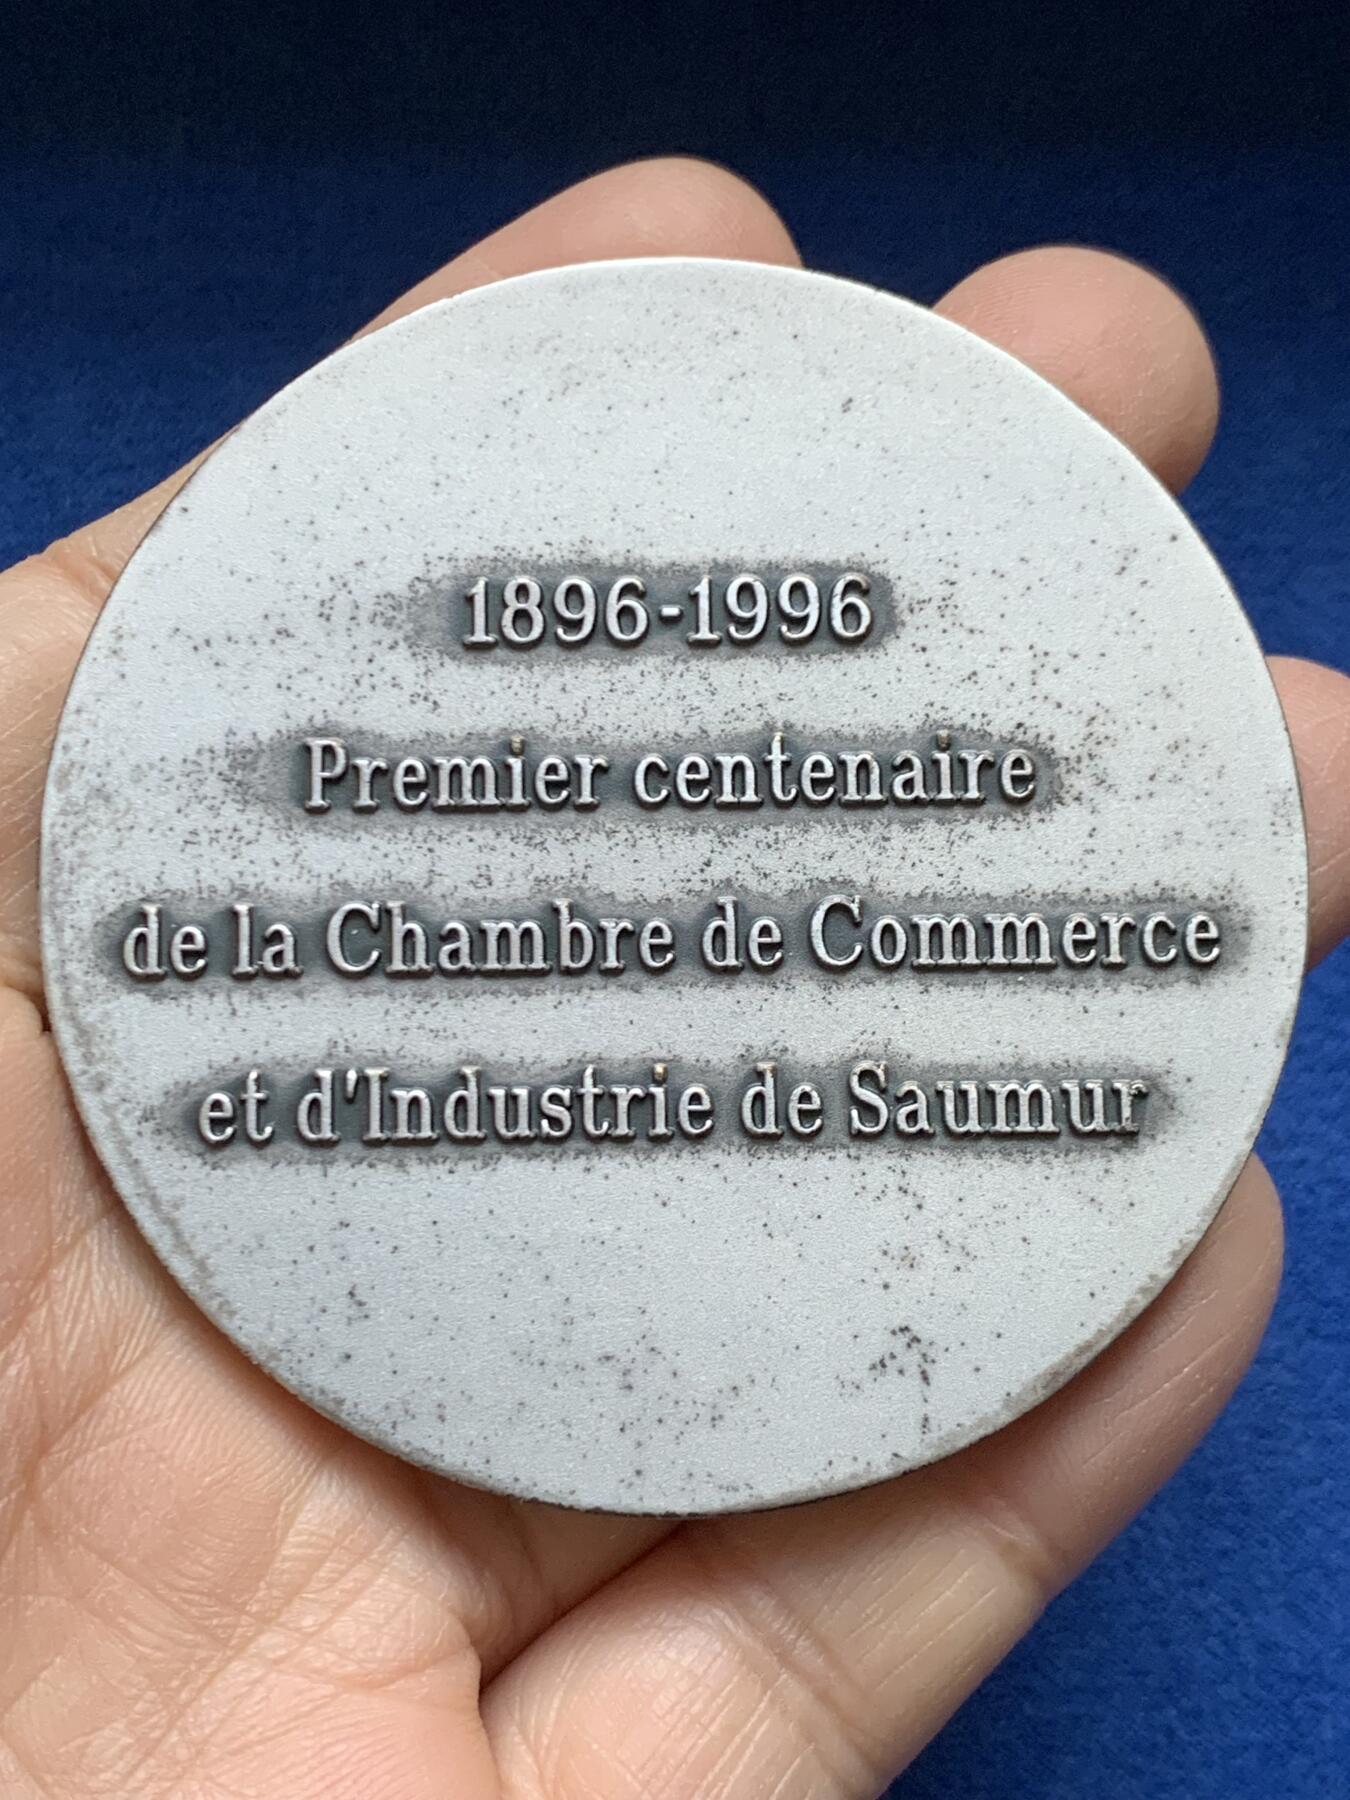 1896-1996
Premier centenaire
de la Chambre de Commerce
et d'Industrie de Saumur